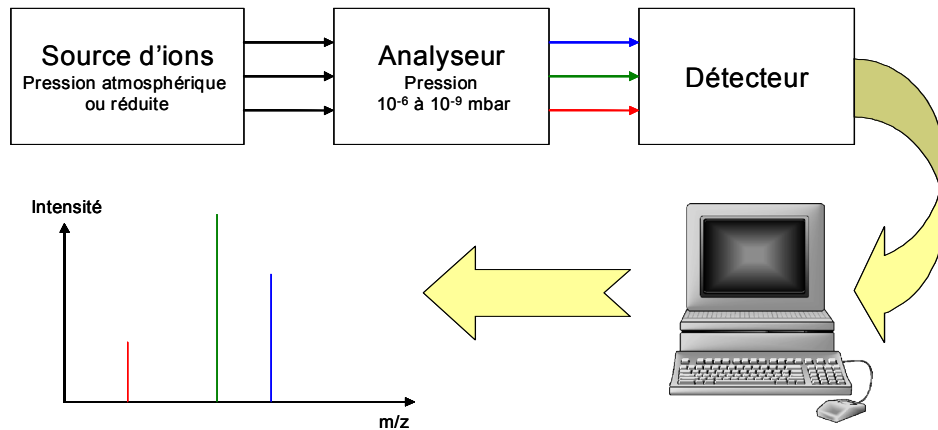 Source d'ions
Pression atmosphérique
ou réduite
Analyseur
Pression
10⁻⁶ à 10⁻⁹ mbar
Détecteur
Intensité
m/z